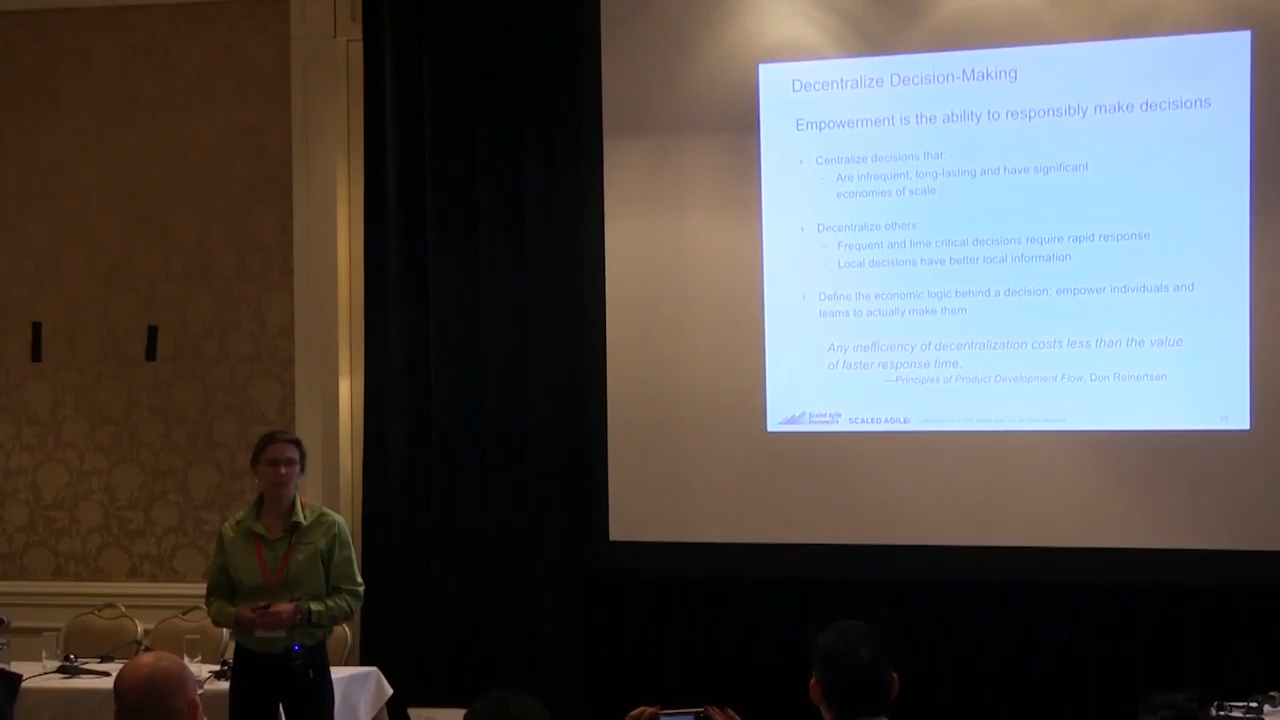 Decentralize Decision-Making
Empowerment is the ability to responsibly make decisions
› Centralize decisions that:
– Are infrequent, long-lasting and have significant
economies of scale
› Decentralize others:
– Frequent and time critical decisions require rapid response
– Local decisions have better local information
› Define the economic logic behind a decision; empower individuals and
teams to actually make them
Any inefficiency of decentralization costs less than the value
of faster response time.
—Principles of Product Development Flow, Don Reinertsen
Scaled Agile
Framework
SCALED AGILE